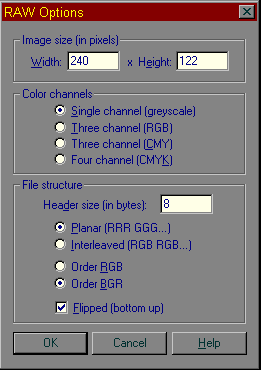 RAW Options
Image size (in pixels)
Width: 240 x Height: 122
Color channels
Single channel (greyscale)
Three channel (RGB)
Three channel (CMY)
Four channel (CMYK)
File structure
Header size (in bytes): 8
Planar (RRR GGG...)
Interleaved (RGB RGB...)
Order RGB
Order BGR
Flipped (bottom up)
OK Cancel Help